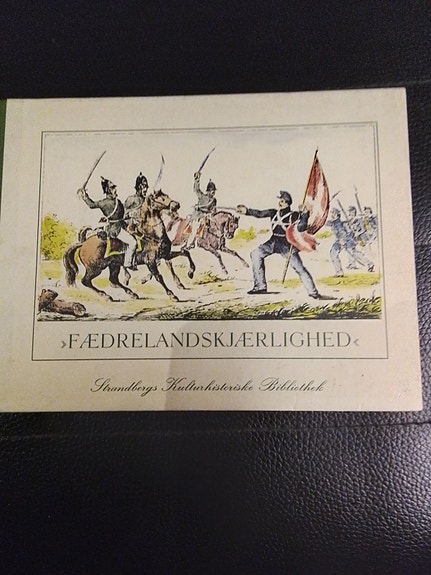 »FÆDRELANDSKJÆRLIGHED«
Strandbergs Kulturhistoriske Bibliothek